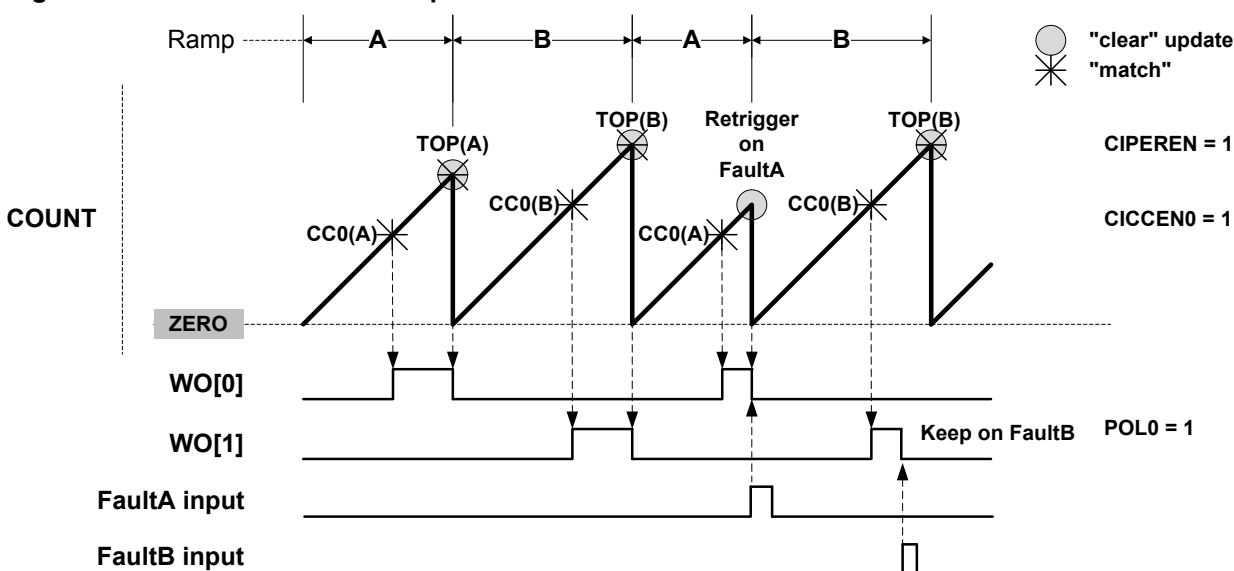 Ramp
A
B
A
B
"clear" update
"match"
TOP(A)
TOP(B)
Retrigger
on
FaultA
TOP(B)
CIPEREN = 1
COUNT
CC0(A)
CC0(B)
CC0(A)
CC0(B)
CICCEN0 = 1
ZERO
WO[0]
WO[1]
Keep on FaultB
POL0 = 1
FaultA input
FaultB input